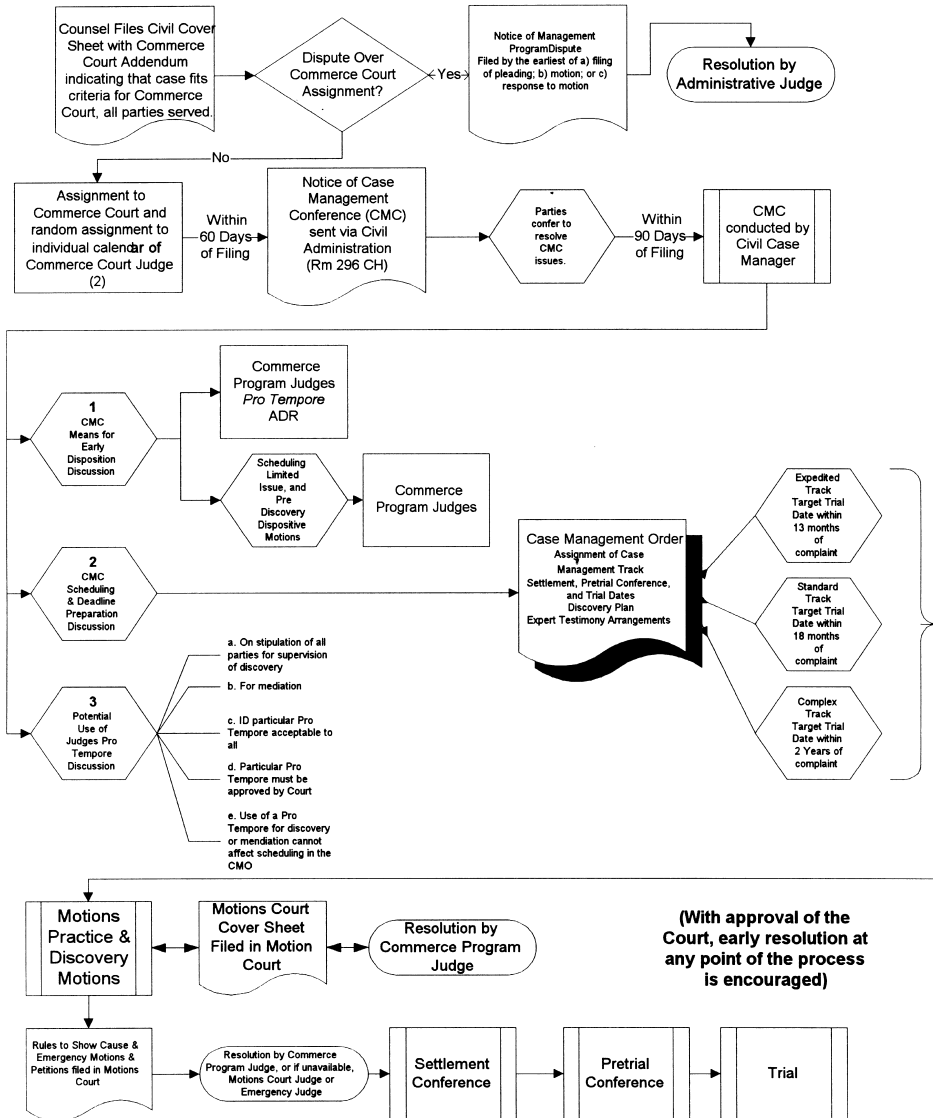 Counsel Files Civil Cover
Sheet with Commerce
Court Addendum
indicating that case fits
criteria for Commerce
Court, all parties served.
Dispute Over
Commerce Court
Assignment?
Yes
Notice of Management
ProgramDispute
Filed by the earliest of a) filing
of pleading; b) motion; or c)
response to motion
Resolution by
Administrative Judge
No
Assignment to
Commerce Court and
random assignment to
individual calendar of
Commerce Court Judge
(2)
Within
60 Days
of Filing
Notice of Case
Management
Conference (CMC)
sent via Civil
Administration
(Rm 296 CH)
Parties
confer to
resolve
CMC
issues.
Within
90 Days
of Filing
CMC
conducted by
Civil Case
Manager
1
CMC
Means for
Early
Disposition
Discussion
Commerce
Program Judges
Pro Tempore
ADR
Scheduling
Limited
Issue, and
Pre
Discovery
Dispositive
Motions
Commerce
Program Judges
2
CMC
Scheduling
& Deadline
Preparation
Discussion
Case Management Order
Assignment of Case
Management Track
Settlement, Pretrial Conference,
and Trial Dates
Discovery Plan
Expert Testimony Arrangements
Expedited
Track
Target Trial
Date within
13 months
of
complaint
Standard
Track
Target Trial
Date within
18 months
of
complaint
Complex
Track
Target Trial
Date within
2 Years of
complaint
3
Potential
Use of
Judges Pro
Tempore
Discussion
a. On stipulation of all
parties for supervision
of discovery
b. For mediation
c. ID particular Pro
Tempore acceptable to
all
d. Particular Pro
Tempore must be
approved by Court
e. Use of a Pro
Tempore for discovery
or mendiation cannot
affect scheduling in the
CMO
Motions
Practice &
Discovery
Motions
Motions Court
Cover Sheet
Filed in Motion
Court
Resolution by
Commerce Program
Judge
(With approval of the
Court, early resolution at
any point of the process
is encouraged)
Rules to Show Cause &
Emergency Motions &
Petitions filed in Motions
Court
Resolution by Commerce
Program Judge, or if unavailable,
Motions Court Judge or
Emergency Judge
Settlement
Conference
Pretrial
Conference
Trial